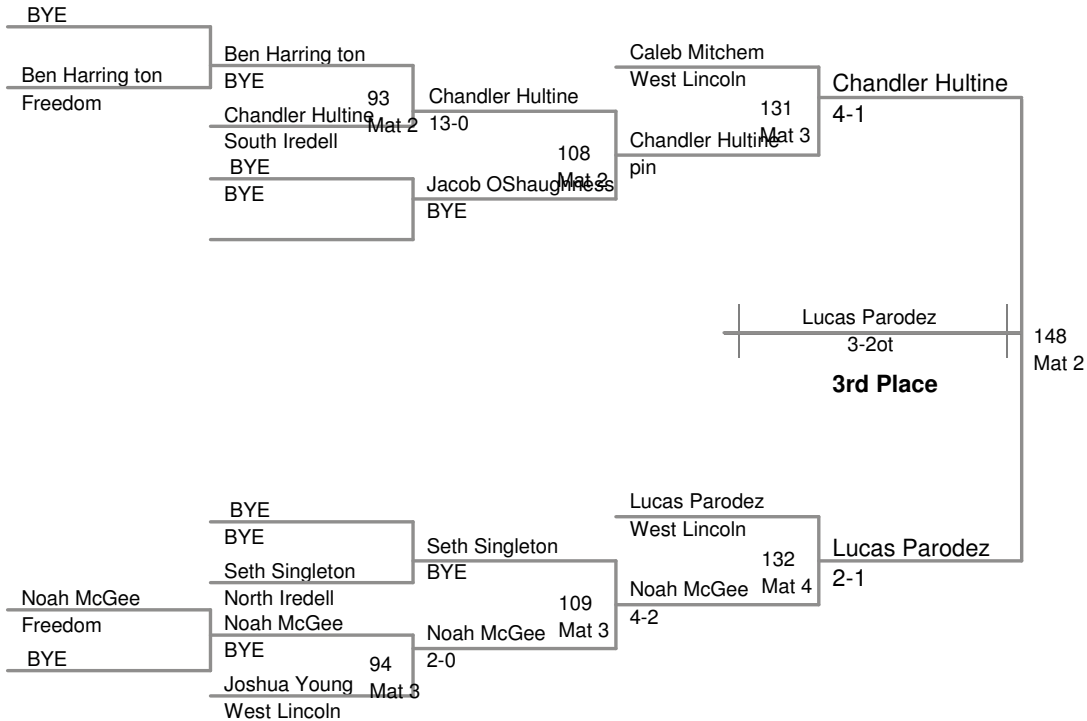 BYE
Ben Harring ton
Freedom
Ben Harring ton
BYE
93
Mat 2
Chandler Hultine
South Iredell
BYE
BYE
Chandler Hultine
13-0
108
Mat 2
Jacob OShaughness
BYE
Caleb Mitchem
West Lincoln
131
Mat 3
Chandler Hultine
pin
Chandler Hultine
4-1
Lucas Parodez
3-2ot
3rd Place
148
Mat 2
BYE
BYE
Seth Singleton
North Iredell
Noah McGee
Freedom
BYE
Noah McGee
BYE
94
Mat 3
Joshua Young
West Lincoln
Seth Singleton
BYE
109
Mat 3
Noah McGee
2-0
Lucas Parodez
West Lincoln
132
Mat 4
Noah McGee
4-2
Lucas Parodez
2-1